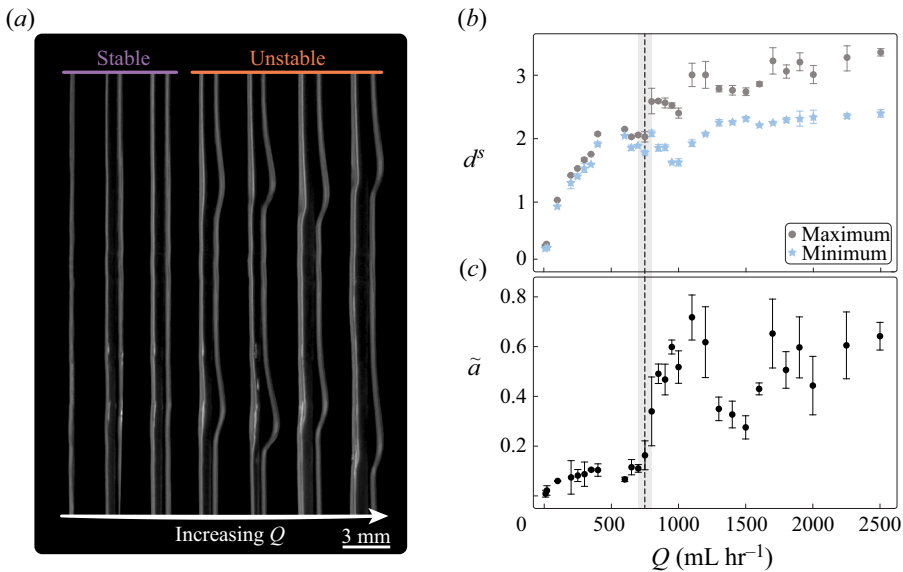 (a)
Stable
Unstable
Increasing Q
3 mm
(b)
3
2
1
0
dˢ
Maximum
Minimum
(c)
0.8
0.6
0.4
0.2
ã
0
500
1000
1500
2000
2500
Q (mL hr⁻¹)